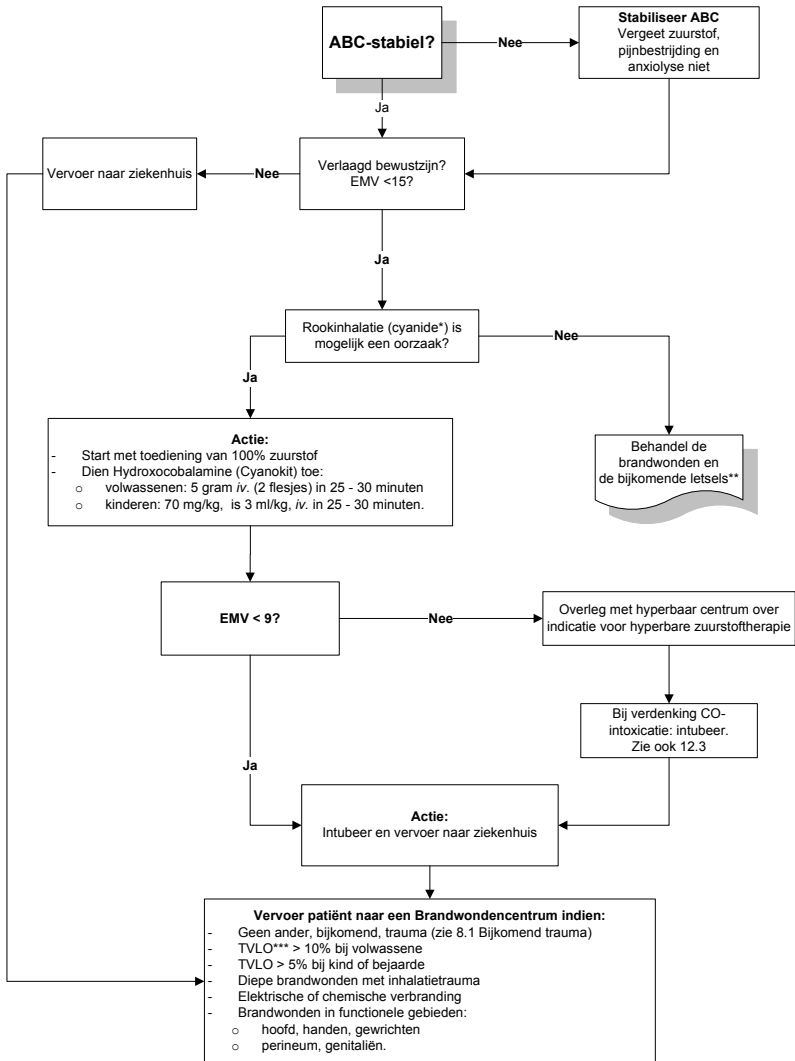 ABC-stabiel?
Nee
Stabiliseer ABC
Vergeet zuurstof,
pijnbestrijding en
anxiolyse niet
Ja
Vervoer naar ziekenhuis
Nee
Verlaagd bewustzijn?
EMV <15?
Ja
Rookinhalatie (cyanide*) is
mogelijk een oorzaak?
Nee
Ja
Actie:
- Start met toediening van 100% zuurstof
- Dien Hydroxocobalamine (Cyanokit) toe:
o volwassenen: 5 gram iv. (2 flesjes) in 25 - 30 minuten
o kinderen: 70 mg/kg, is 3 ml/kg, iv. in 25 - 30 minuten.
Behandel de
brandwonden en
de bijkomende letsels**
EMV < 9?
Nee
Overleg met hyperbaar centrum over
indicatie voor hyperbare zuurstoftherapie
Bij verdenking CO-
intoxicatie: intubeer.
Zie ook 12.3
Ja
Actie:
Intubeer en vervoer naar ziekenhuis
Vervoer patiënt naar een Brandwondencentrum indien:
- Geen ander, bijkomend, trauma (zie 8.1 Bijkomend trauma)
- TVLO*** > 10% bij volwassene
- TVLO > 5% bij kind of bejaarde
- Diepe brandwonden met inhalatietrauma
- Elektrische of chemische verbranding
- Brandwonden in functionele gebieden:
o hoofd, handen, gewrichten
o perineum, genitaliën.